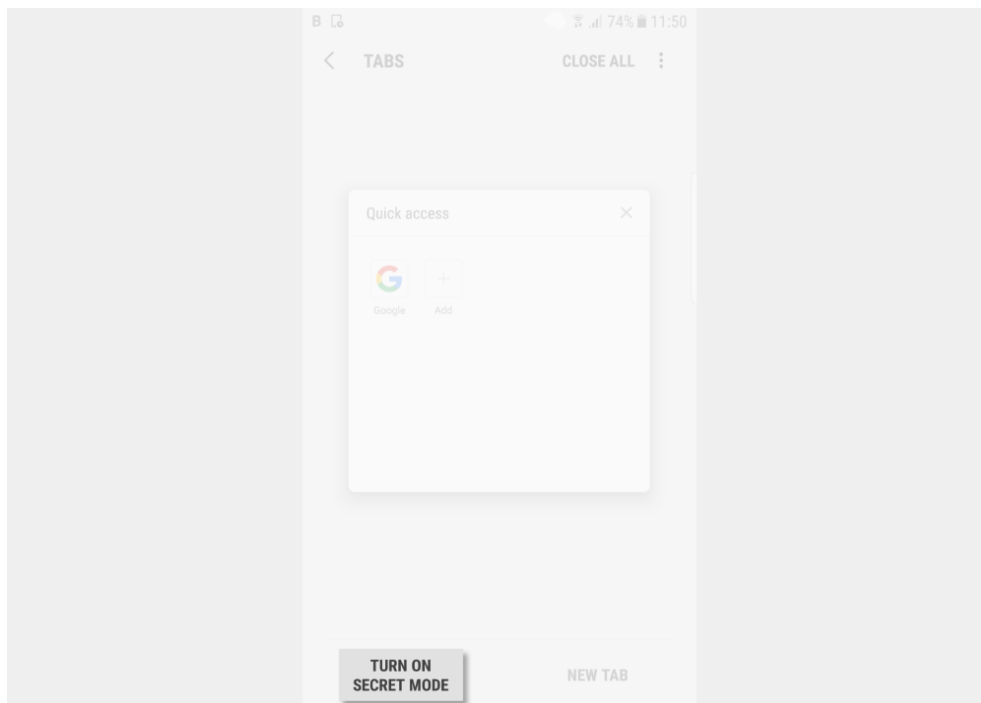 B 74% 11:50
TABS CLOSE ALL
Quick access
Google Add
TURN ON
SECRET MODE
NEW TAB